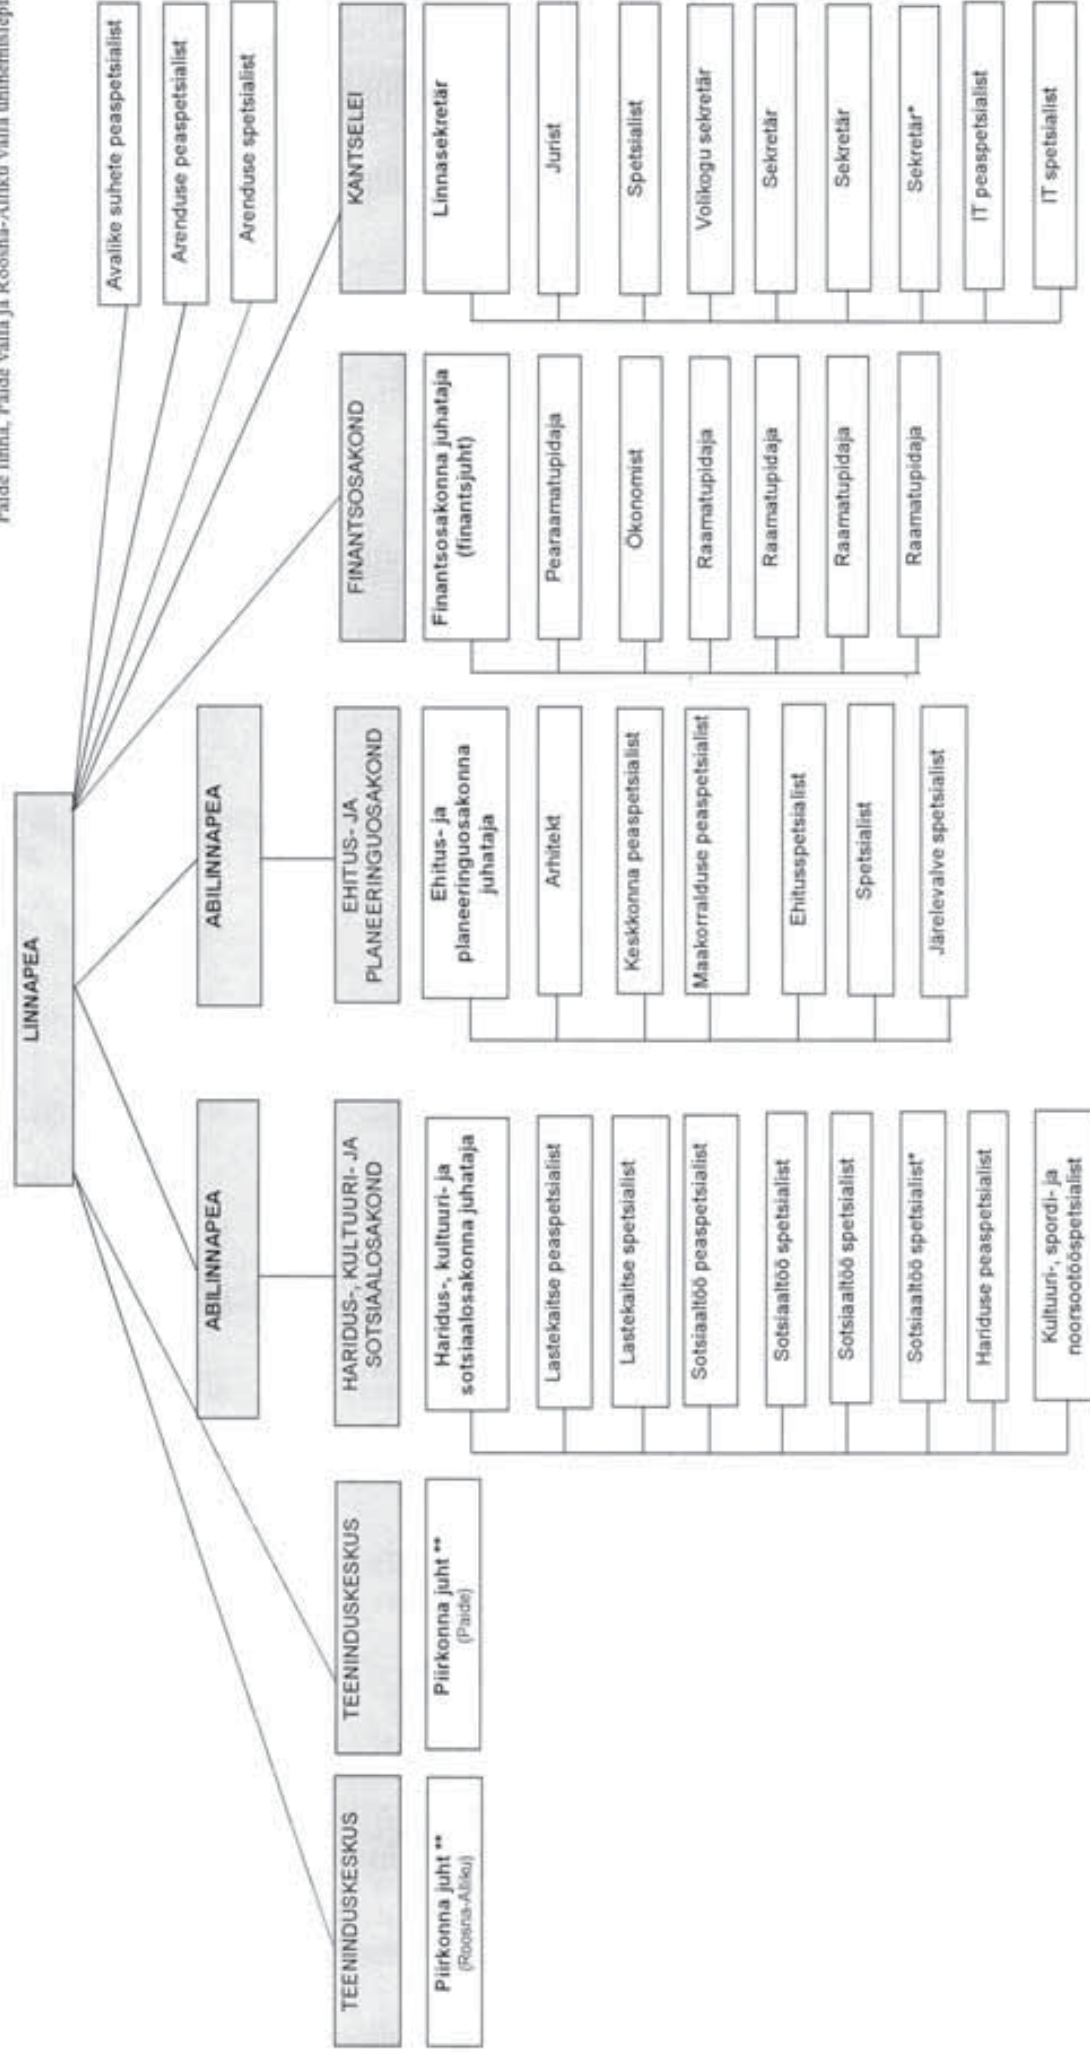 Paide linna, Paide valla ja Roosna-Alliku valla
LINNAPEA
Avalike suhete peaspetsialist
Arenduse peaspetsialist
Arenduse spetsialist
ABILINNAPEA
ABILINNAPEA
TEENINDUSKESKUS
Piirkonna juht **
(Roosna-Alliku)
TEENINDUSKESKUS
Piirkonna juht **
(Paide)
HARIDUS-, KULTUURI- JA
SOTSIAALOSAKOND
Haridus-, kultuuri- ja
sotsiaalosakonna juhataja
Lastekaitse peaspetsialist
Lastekaitse spetsialist
Sotsiaaltöö peaspetsialist
Sotsiaaltöö spetsialist
Sotsiaaltöö spetsialist
Sotsiaaltöö spetsialist*
Hariduse peaspetsialist
Kultuuri-, spordi- ja
noorsootööspetsialist
EHITUS- JA
PLANEERINGUOSAKOND
Ehitus- ja
planeeringuosakonna
juhataja
Arhitekt
Keskkonna peaspetsialist
Maakorralduse peaspetsialist
Ehitusspetsialist
Spetsialist
Järelevalve spetsialist
FINANTSOSAKOND
Finantsosakonna juhataja
(finantsjuht)
Pearaamatupidaja
Ökonomist
Raamatupidaja
Raamatupidaja
Raamatupidaja
Raamatupidaja
KANTSELEI
Linnasekretär
Jurist
Spetsialist
Volikogu sekretär
Sekretär
Sekretär
Sekretär*
IT peaspetsialist
IT spetsialist